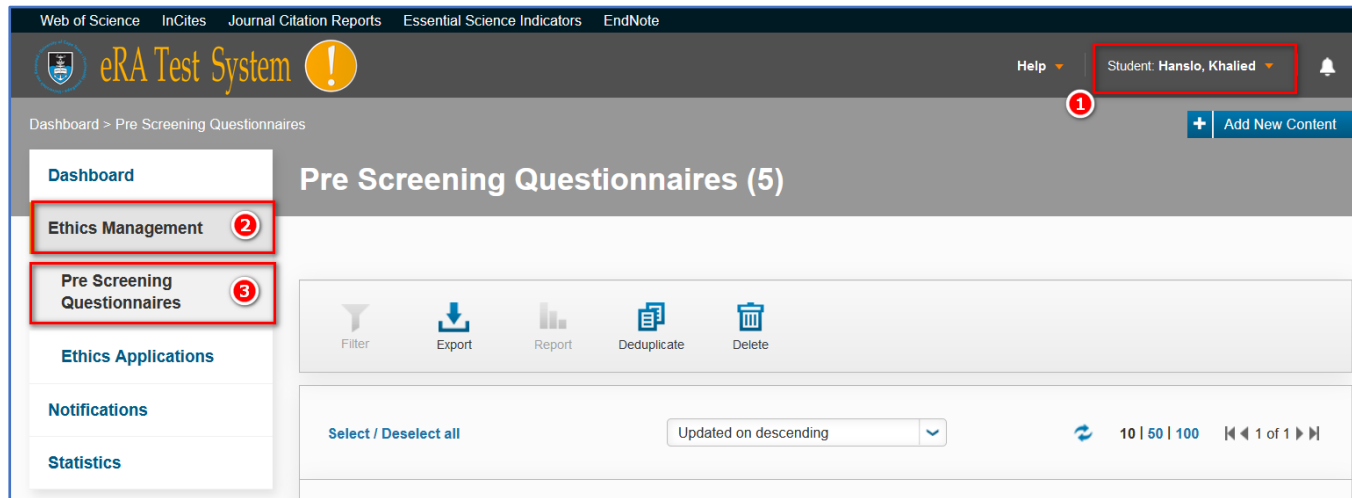 Web of Science InCites Journal Citation Reports Essential Science Indicators EndNote
eRA Test System !
Help Student: Hanslo, Khalied
1
Dashboard > Pre Screening Questionnaires
+ Add New Content
Dashboard
Pre Screening Questionnaires (5)
Ethics Management 2
Pre Screening
Questionnaires 3
Filter Export Report Deduplicate Delete
Ethics Applications
Notifications
Select / Deselect all Updated on descending 10 | 50 | 100 1 of 1
Statistics